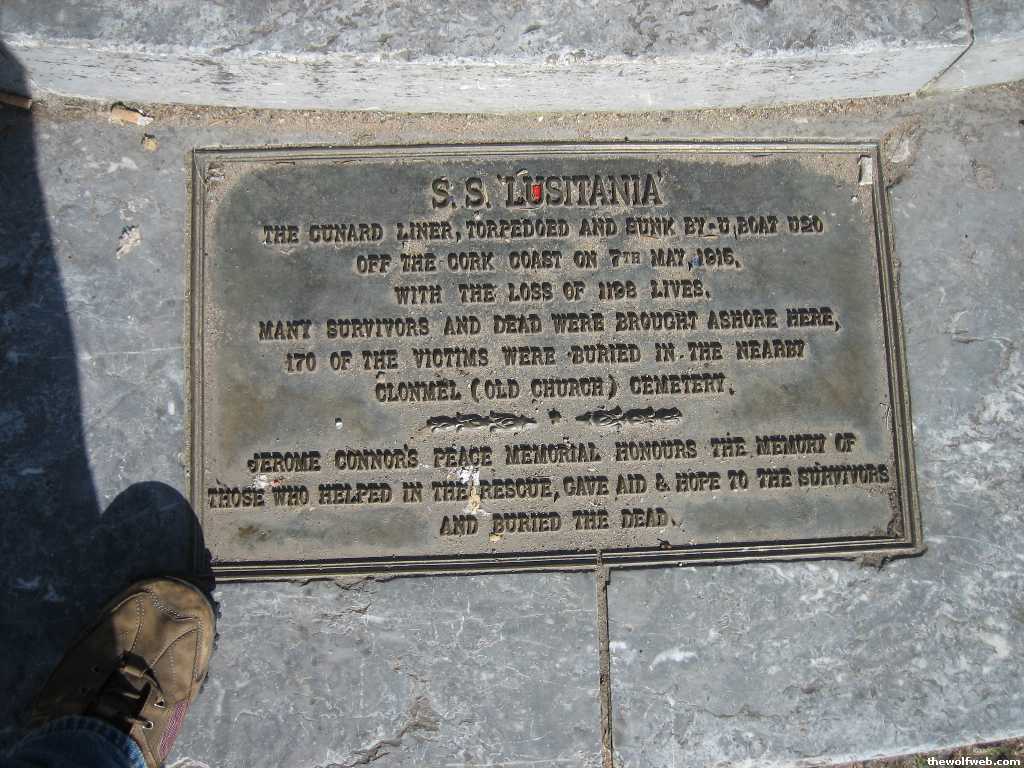 S. S. 'LUSITANIA'
THE CUNARD LINER, TORPEDOED AND SUNK BY U BOAT U20
OFF THE CORK COAST ON 7TH MAY, 1915.
WITH THE LOSS OF 1198 LIVES.
MANY SURVIVORS AND DEAD WERE BROUGHT ASHORE HERE,
170 OF THE VICTIMS WERE BURIED IN THE NEARBY
CLONMEL (OLD CHURCH) CEMETERY.
JEROME CONNOR'S PEACE MEMORIAL HONOURS THE MEMORY OF
THOSE WHO HELPED IN THE RESCUE, GAVE AID & HOPE TO THE SURVIVORS
AND BURIED THE DEAD.
thewolfweb.com